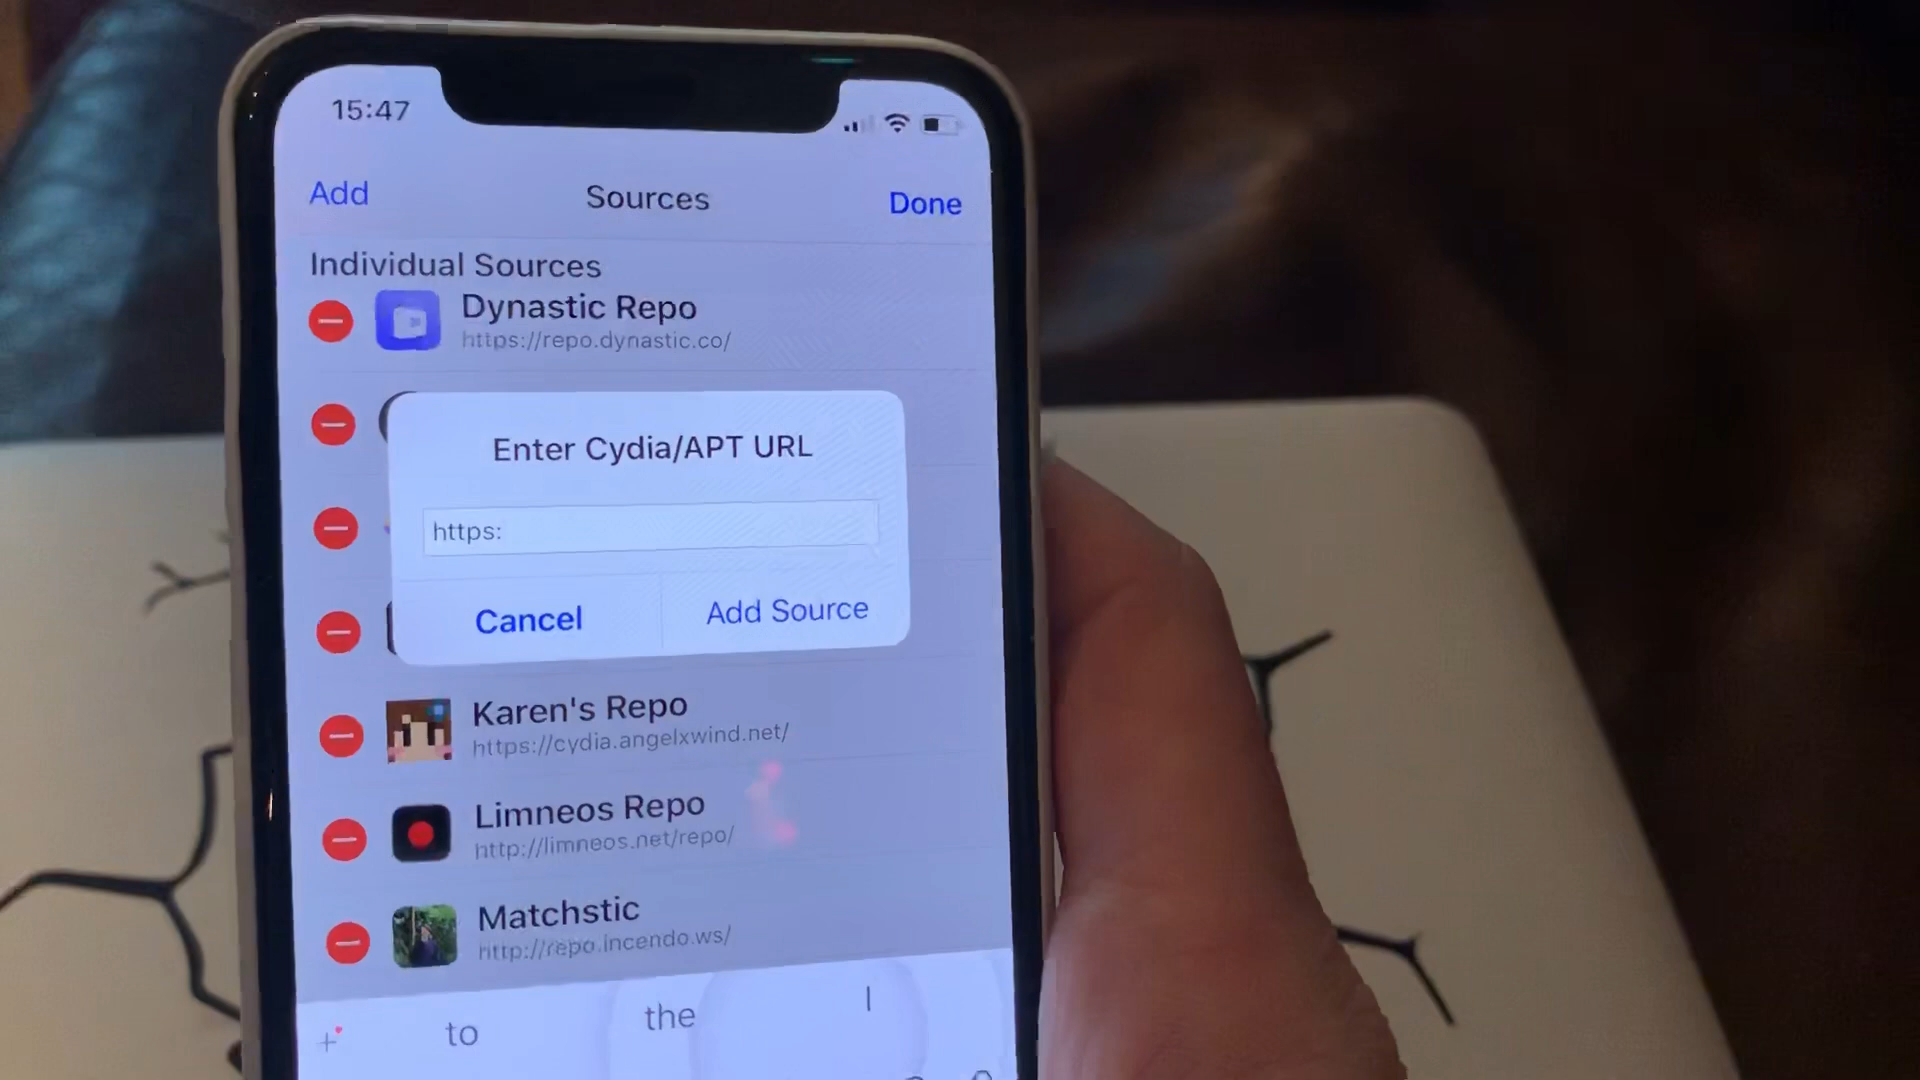 15:47
Add
Sources
Done
Individual Sources
Dynastic Repo
https://repo.dynastic.co/
Enter Cydia/APT URL
https:
Cancel
Add Source
Karen's Repo
https://cydia.angelxwind.net/
Limneos Repo
http://limneos.net/repo/
Matchstic
http://repo.incendo.ws/
to
the
I